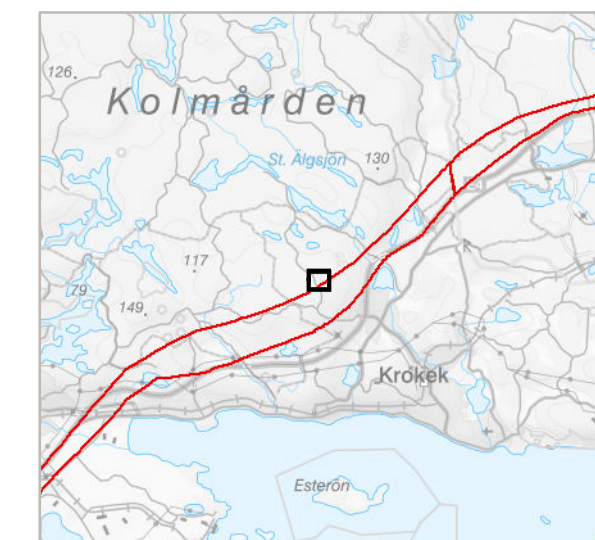 126.
Kolmården
St. Älgsjön
130
117
79
149.
Krokek
Esterön